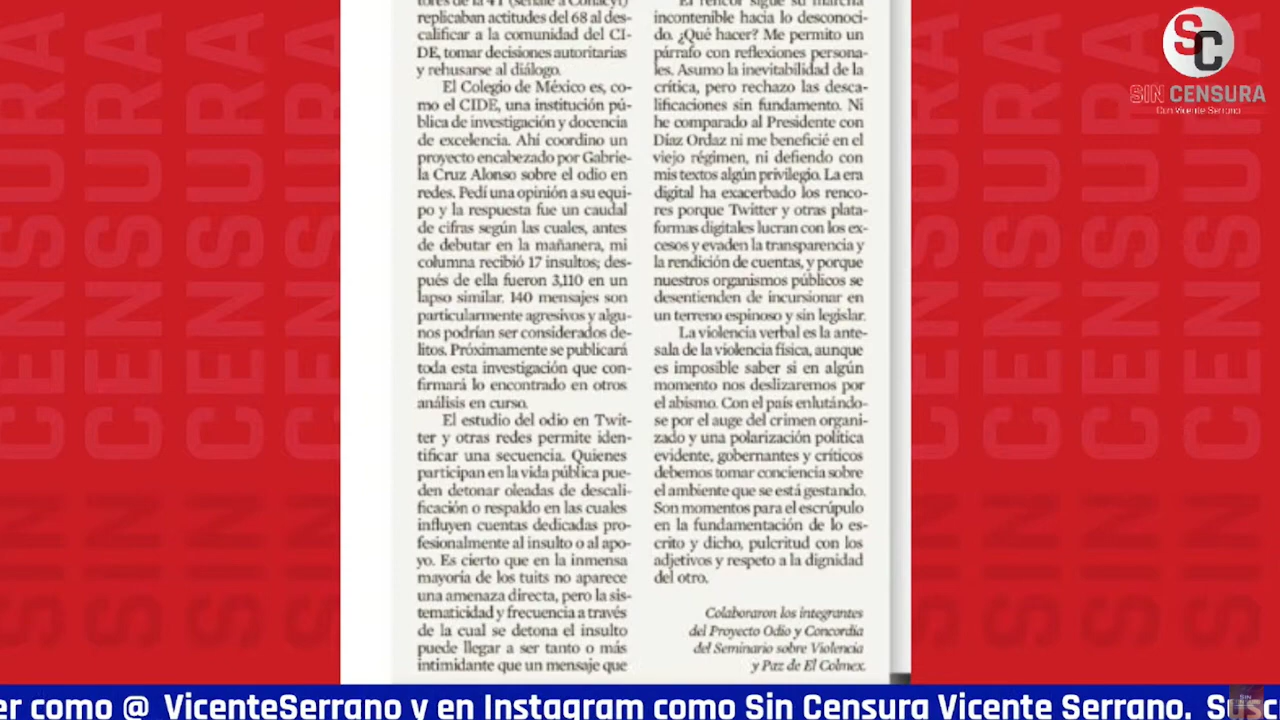 tores de la 4T (señalé a Conacyt)
replicaban actitudes del 68 al des-
calificar a la comunidad del CI-
DE, tomar decisiones autoritarias
y rehusarse al diálogo.
El Colegio de México es, co-
mo el CIDE, una institución pú-
blica de investigación y docencia
de excelencia. Ahí coordino un
proyecto encabezado por Gabrie-
la Cruz Alonso sobre el odio en
redes. Pedí una opinión a su equi-
po y la respuesta fue un caudal
de cifras según las cuales, antes
de debutar en la mañanera, mi
columna recibió 17 insultos; des-
pués de ella fueron 3,110 en un
lapso similar. 140 mensajes son
particularmente agresivos y algu-
nos podrían ser considerados de-
litos. Próximamente se publicará
toda esta investigación que con-
firmará lo encontrado en otros
análisis en curso.
El estudio del odio en Twit-
ter y otras redes permite iden-
tificar una secuencia. Quienes
participan en la vida pública pue-
den detonar oleadas de descali-
ficación o respaldo en las cuales
influyen cuentas dedicadas pro-
fesionalmente al insulto o al apo-
yo. Es cierto que en la inmensa
mayoría de los tuits no aparece
una amenaza directa, pero la sis-
tematicidad y frecuencia a través
de la cual se detona el insulto
puede llegar a ser tanto o más
intimidante que un mensaje que
El rencor sigue su marcha
incontenible hacia lo desconoci-
do. ¿Qué hacer? Me permito un
párrafo con reflexiones persona-
les. Asumo la inevitabilidad de la
crítica, pero rechazo las desca-
lificaciones sin fundamento. Ni
he comparado al Presidente con
Díaz Ordaz ni me beneficié en el
viejo régimen, ni defiendo con
mis textos algún privilegio. La era
digital ha exacerbado los renco-
res porque Twitter y otras plata-
formas digitales lucran con los ex-
cesos y evaden la transparencia y
la rendición de cuentas, y porque
nuestros organismos públicos se
desentienden de incursionar en
un terreno espinoso y sin legislar.
La violencia verbal es la ante-
sala de la violencia física, aunque
es imposible saber si en algún
momento nos deslizaremos por
el abismo. Con el país enlutándo-
se por el auge del crimen organi-
zado y una polarización política
evidente, gobernantes y críticos
debemos tomar conciencia sobre
el ambiente que se está gestando.
Son momentos para el escrúpulo
en la fundamentación de lo es-
crito y dicho, pulcritud con los
adjetivos y respeto a la dignidad
del otro.
Colaboraron los integrantes
del Proyecto Odio y Concordia
del Seminario sobre Violencia
y Paz de El Colmex.
SC
SIN CENSURA
Con Vicente Serrano
CENSURA
CENSURA
CENSURA
CENSURA
CENSURA
CENSURA
er como @ VicenteSerrano y en Instagram como Sin Censura Vicente Serrano.